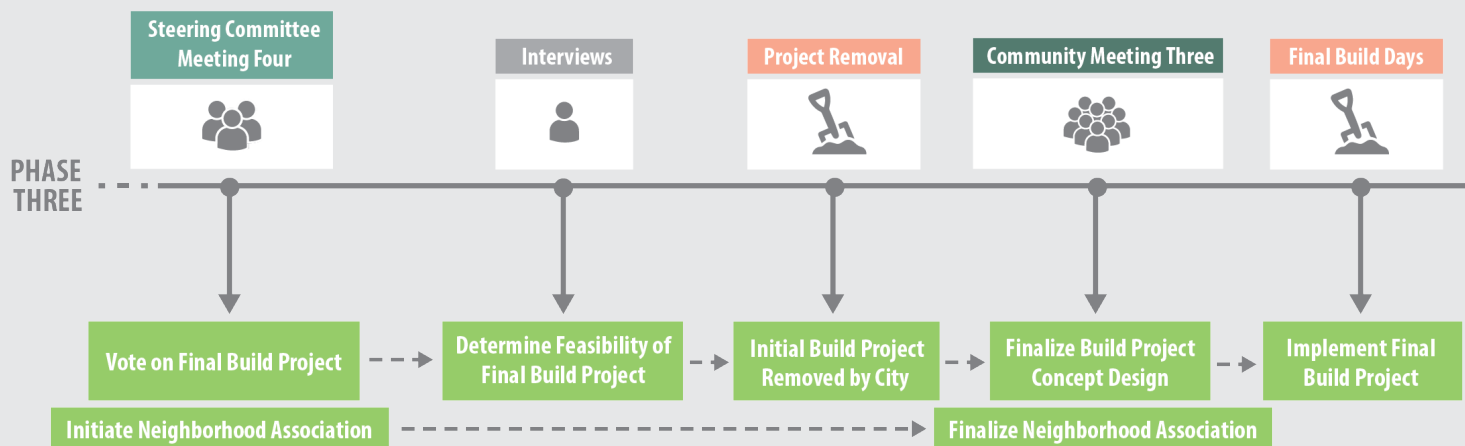 Steering Committee
Meeting Four
Interviews
Project Removal
Community Meeting Three
Final Build Days
PHASE
THREE
Vote on Final Build Project
Determine Feasibility of
Final Build Project
Initial Build Project
Removed by City
Finalize Build Project
Concept Design
Implement Final
Build Project
Initiate Neighborhood Association
Finalize Neighborhood Association